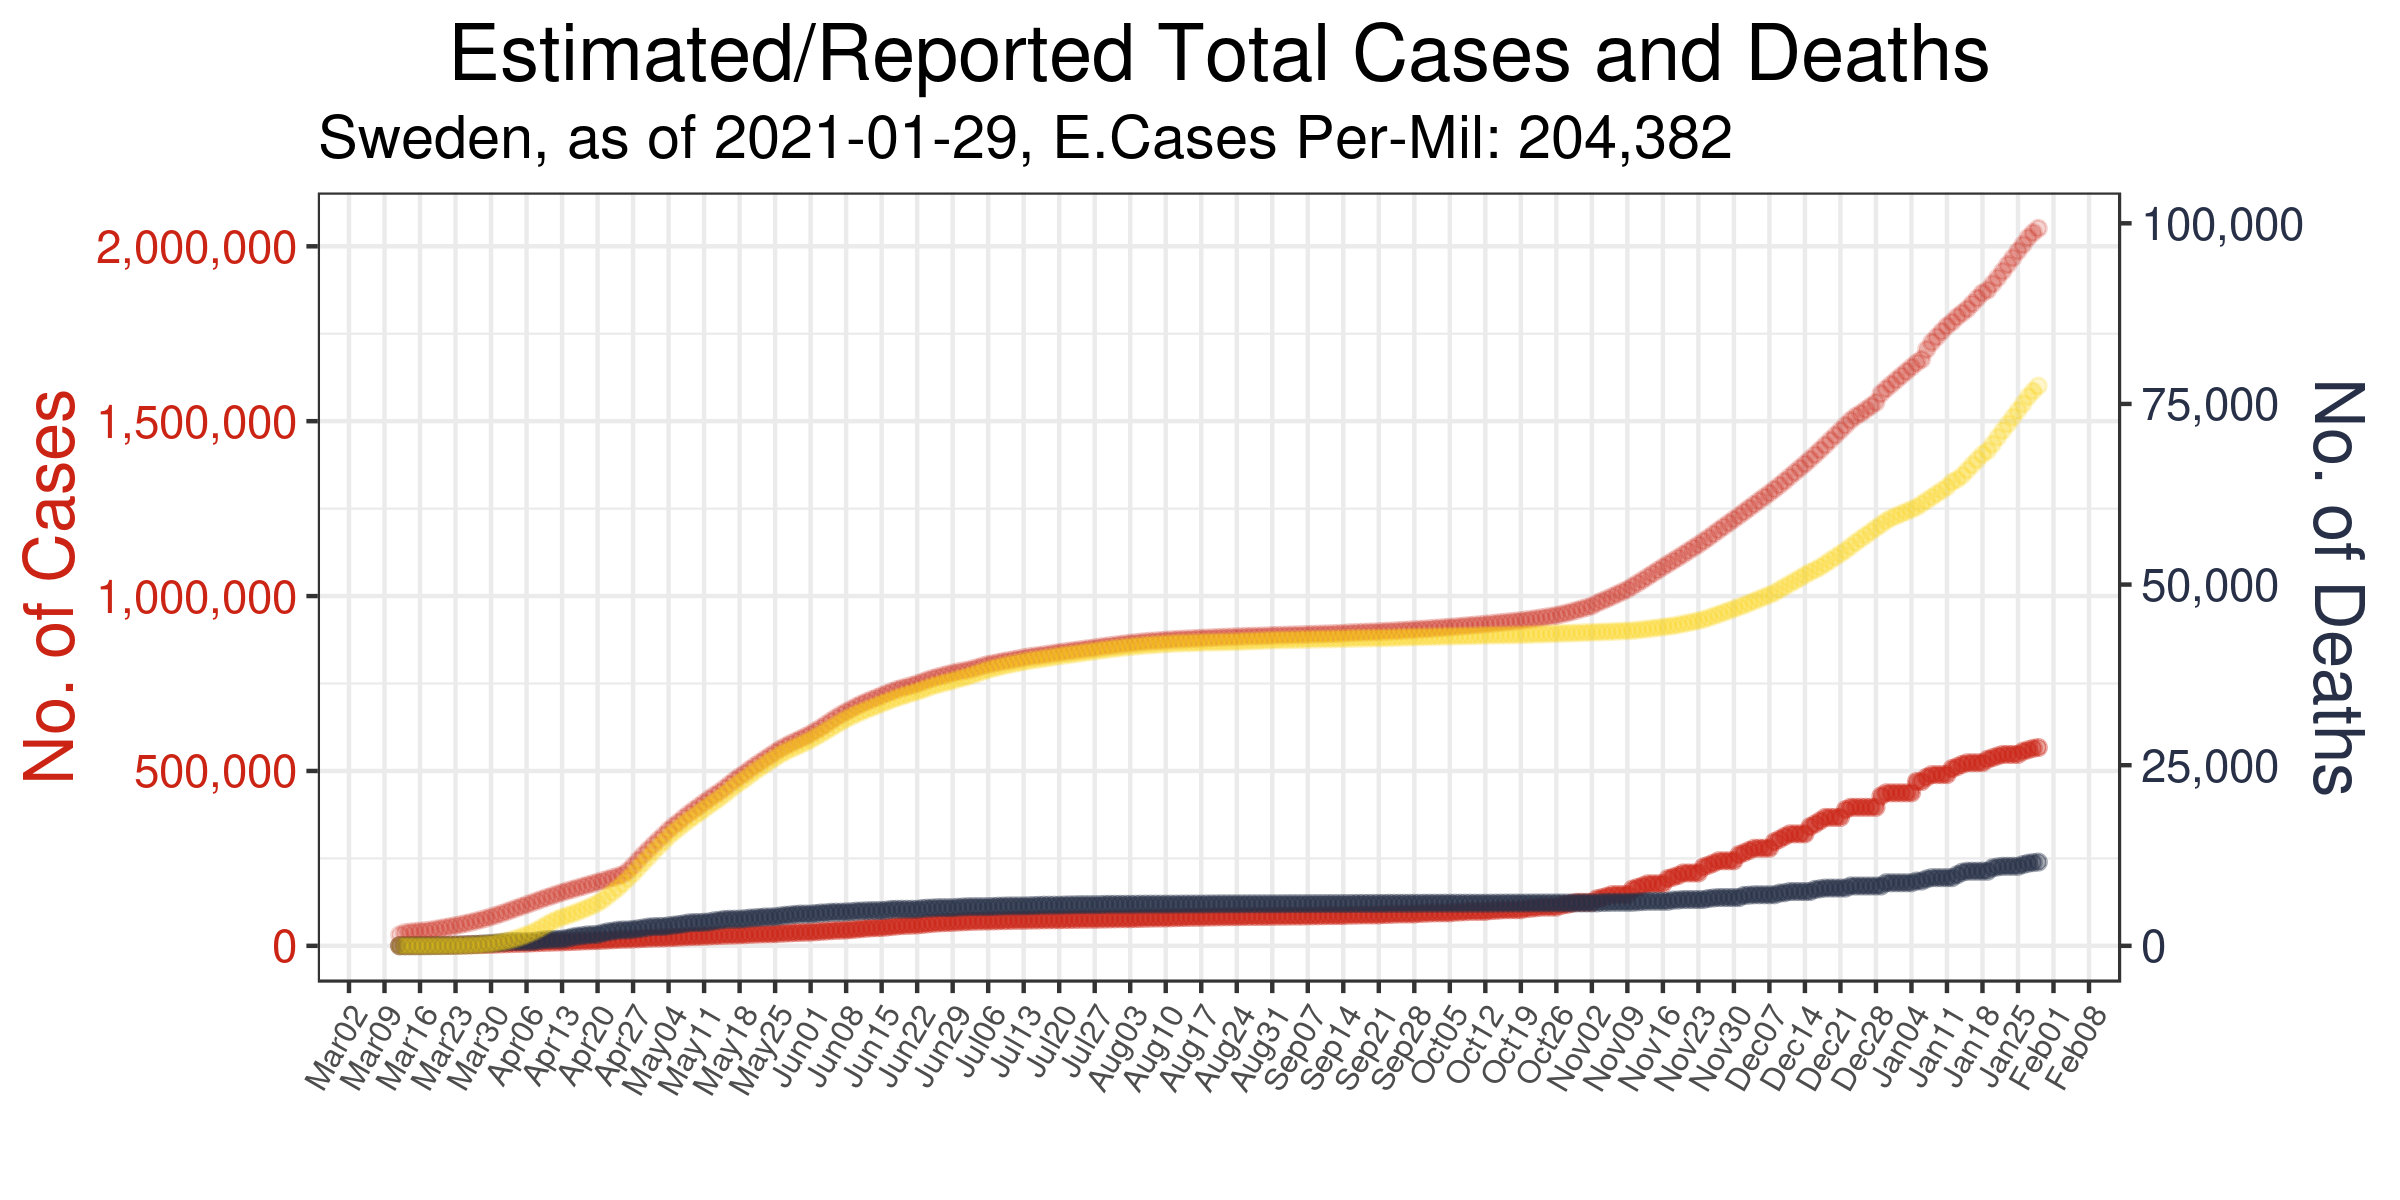 Estimated/Reported Total Cases and Deaths
Sweden, as of 2021-01-29, E.Cases Per-Mil: 204,382
No. of Cases
2,000,000
1,500,000
1,000,000
500,000
0
100,000
75,000
50,000
25,000
0
No. of Deaths
Mar02
Mar09
Mar16
Mar23
Mar30
Apr06
Apr13
Apr20
Apr27
May04
May11
May18
May25
Jun01
Jun08
Jun15
Jun22
Jun29
Jul06
Jul13
Jul20
Jul27
Aug03
Aug10
Aug17
Aug24
Aug31
Sep07
Sep14
Sep21
Sep28
Oct05
Oct12
Oct19
Oct26
Nov02
Nov09
Nov16
Nov23
Nov30
Dec07
Dec14
Dec21
Dec28
Jan04
Jan11
Jan18
Jan25
Feb01
Feb08